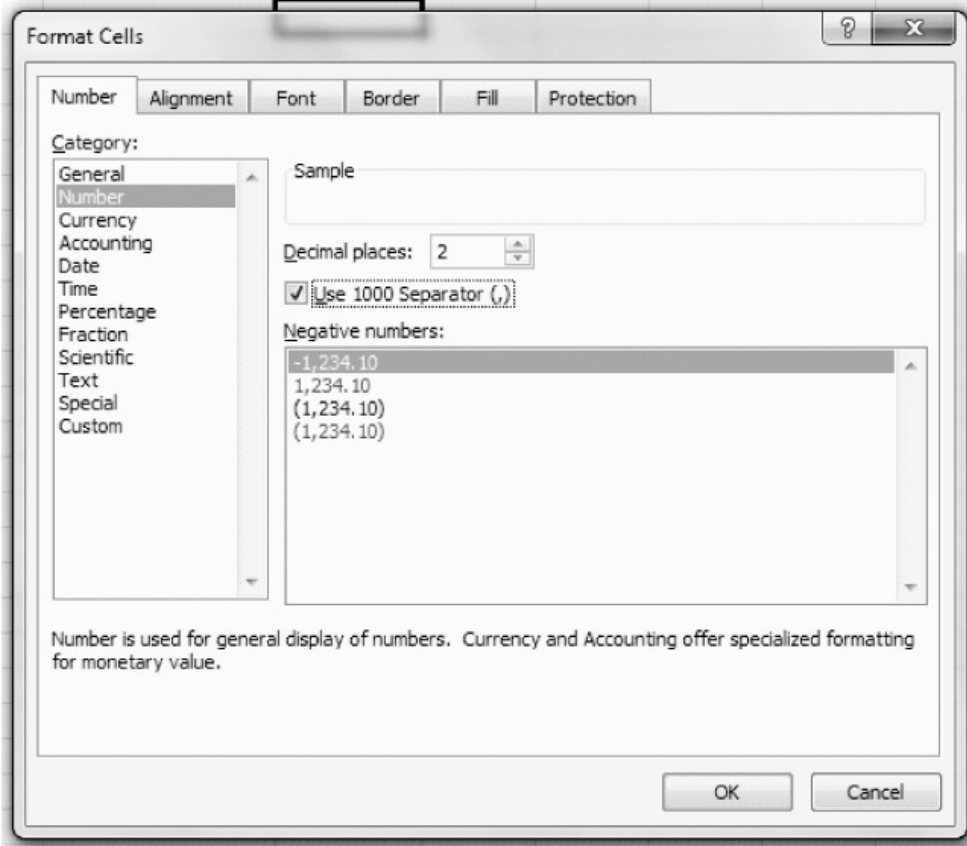 Format Cells
Number Alignment Font Border Fill Protection
Category:
General
Number
Currency
Accounting
Date
Time
Percentage
Fraction
Scientific
Text
Special
Custom
Sample
Decimal places: 2
Use 1000 Separator (,)
Negative numbers:
-1,234.10
1,234.10
(1,234.10)
(1,234.10)
Number is used for general display of numbers. Currency and Accounting offer specialized formatting
for monetary value.
OK Cancel